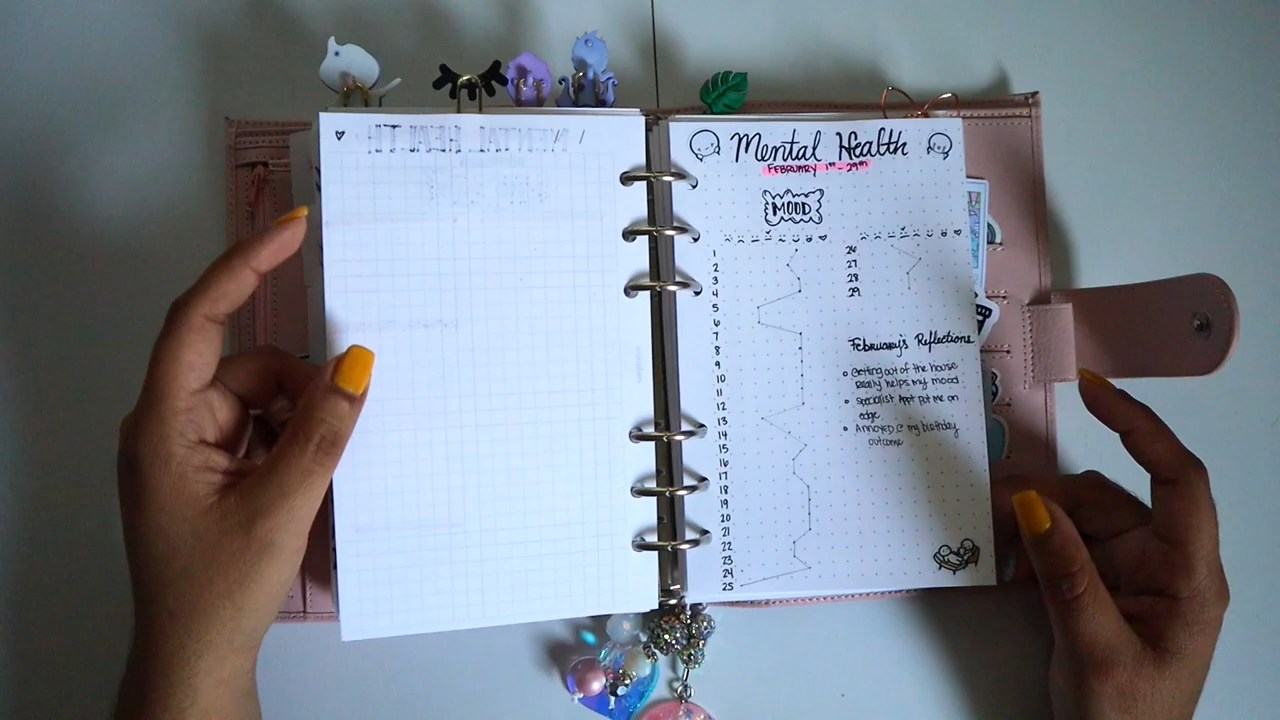 Mental Health
FEBRUARY 1ST - 29TH
MOOD
1
2
3
4
5
6
7
8
9
10
11
12
13
14
15
16
17
18
19
20
21
22
23
24
25
26
27
28
29
February's Reflections
Getting out of the house
Really helps my mood.
Specialist Appt put me on
edge
Annoyed @ my birthday
outcome